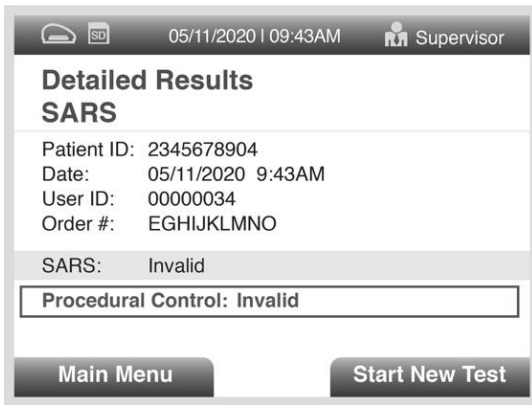 SD 05/11/2020 | 09:43AM Supervisor
Detailed Results
SARS
Patient ID: 2345678904
Date: 05/11/2020 9:43AM
User ID: 00000034
Order #: EGHIJKLMNO
SARS: Invalid
Procedural Control: Invalid
Main Menu Start New Test